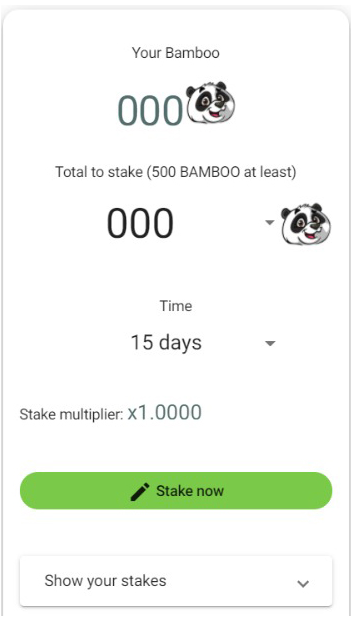 Your Bamboo
000
Total to stake (500 BAMBOO at least)
000
Time
15 days
Stake multiplier: x1.0000
Stake now
Show your stakes